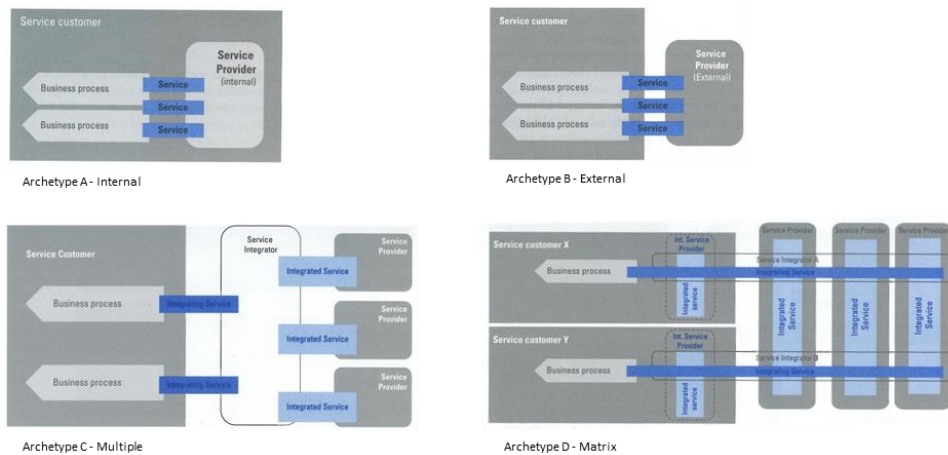 Service customer
Service
Provider
(internal)
Business process
Service
Service
Business process
Service
Archetype A - Internal
Service customer
Service
Provider
(External)
Business process
Service
Service
Business process
Service
Archetype B - External
Service Customer
Service
Integrator
Service
Provider
Integrated Service
Business process
Integrating Service
Service
Provider
Integrated Service
Business process
Integrating Service
Service
Provider
Integrated Service
Archetype C - Multiple
Service Provider
Service Provider
Service Provider
Service customer X
Int. Service
Provider
Service Integrator A
Business process
Integrating Service
Integrated
service
Integrated
Service
Integrated
Service
Integrated
Service
Service customer Y
Int. Service
Provider
Service Integrator B
Business process
Integrating Service
Integrated
service
Archetype D - Matrix